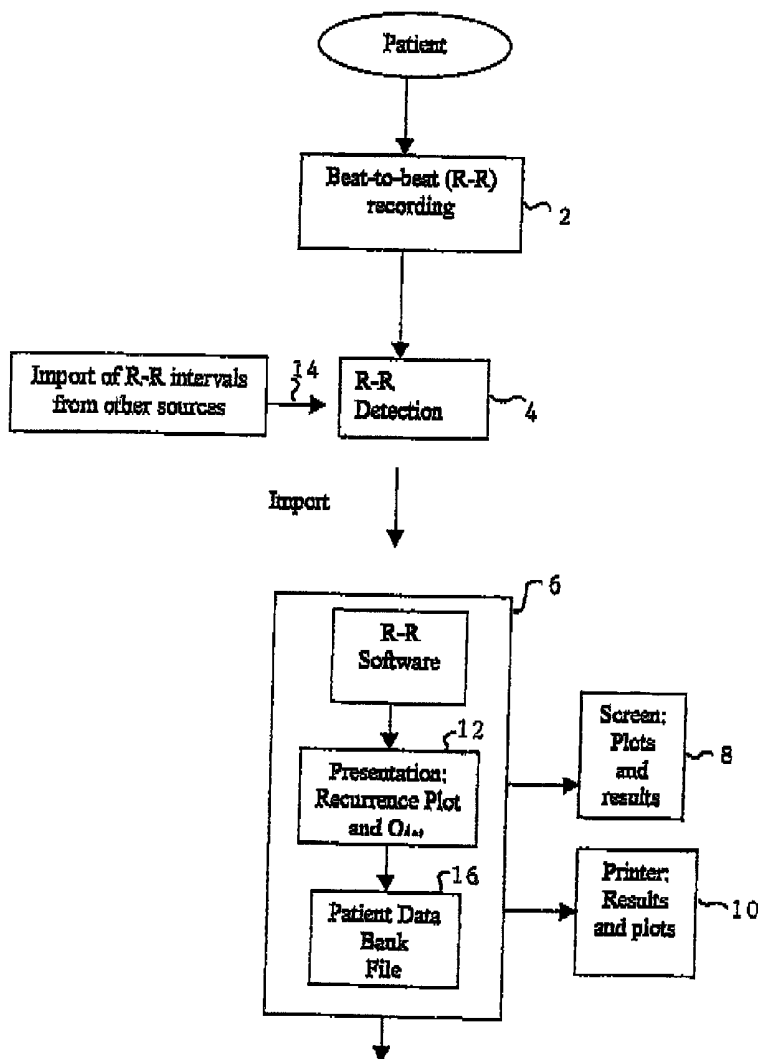 Patient
Beat-to-beat (R-R)
recording
2
Import of R-R intervals
from other sources
14
R-R
Detection
4
Import
6
R-R
Software
12
Presentation:
Recurrence Plot
and
16
Patient Data
Bank
File
Screen:
Plots
and
results
8
Printer:
Results
and plots
10